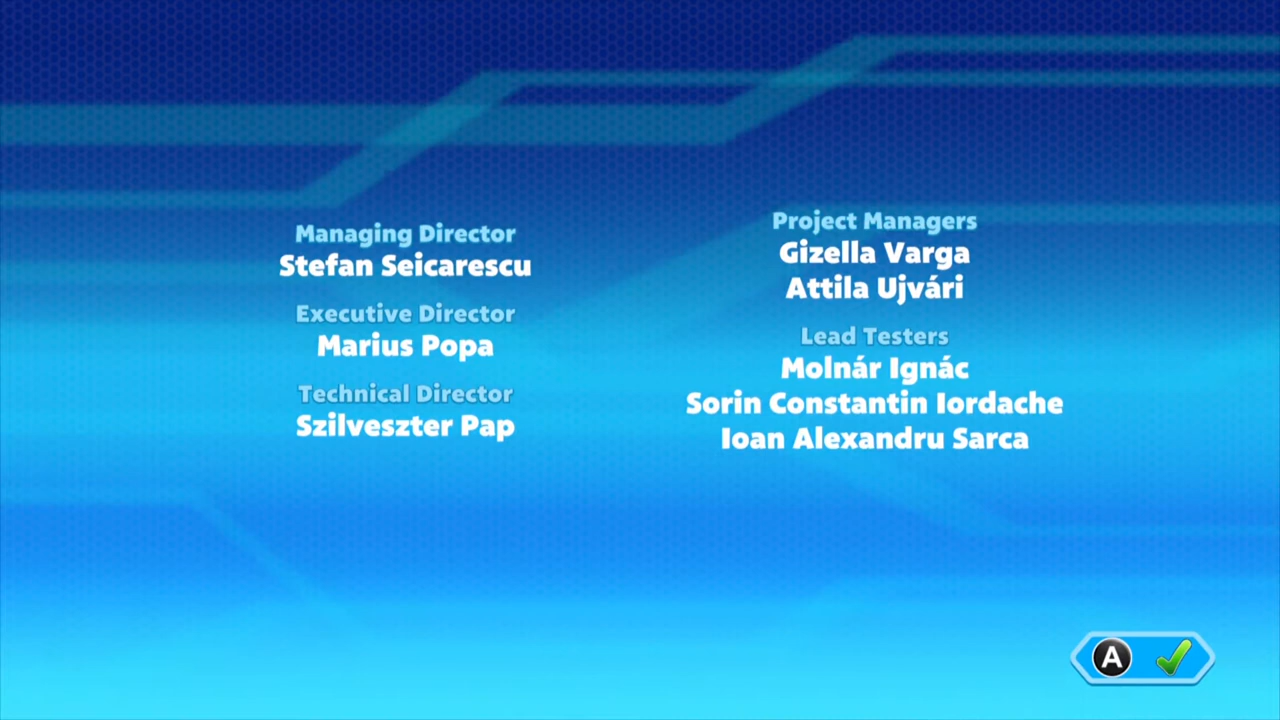 Managing Director
Stefan Seicarescu
Executive Director
Marius Popa
Technical Director
Szilveszter Pap
Project Managers
Gizella Varga
Attila Ujvári
Lead Testers
Molnár Ignác
Sorin Constantin Iordache
Ioan Alexandru Sarca
A